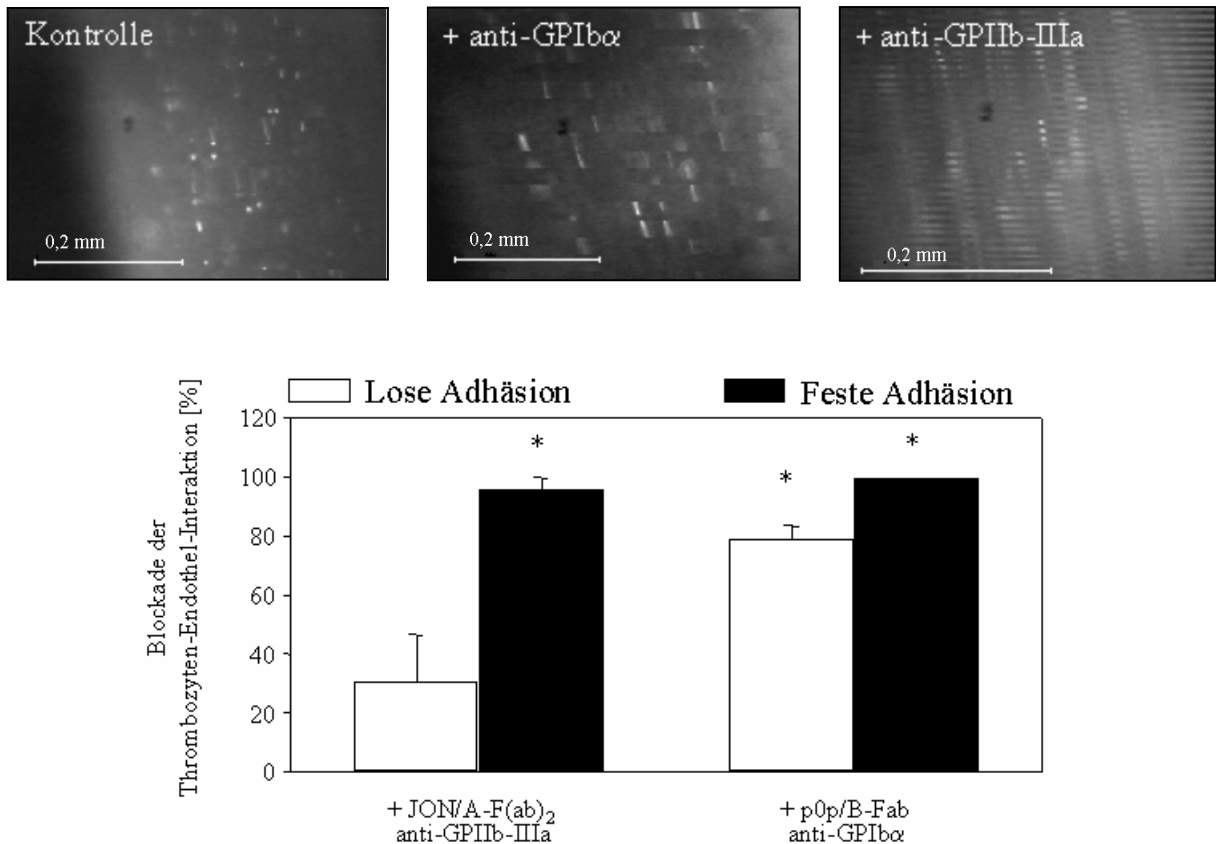 Kontrolle
+ anti-GPIbα
+ anti-GPIIb-IIIa
0,2 mm
0,2 mm
0,2 mm
Lose Adhäsion
Feste Adhäsion
Blockade der
Thrombozyten-Endothel-Interaktion [%]
120
100
80
60
40
20
0
*
*
*
+ JON/A-F(ab)₂
anti-GPIIb-IIIa
+ p0p/B-Fab
anti-GPIbα